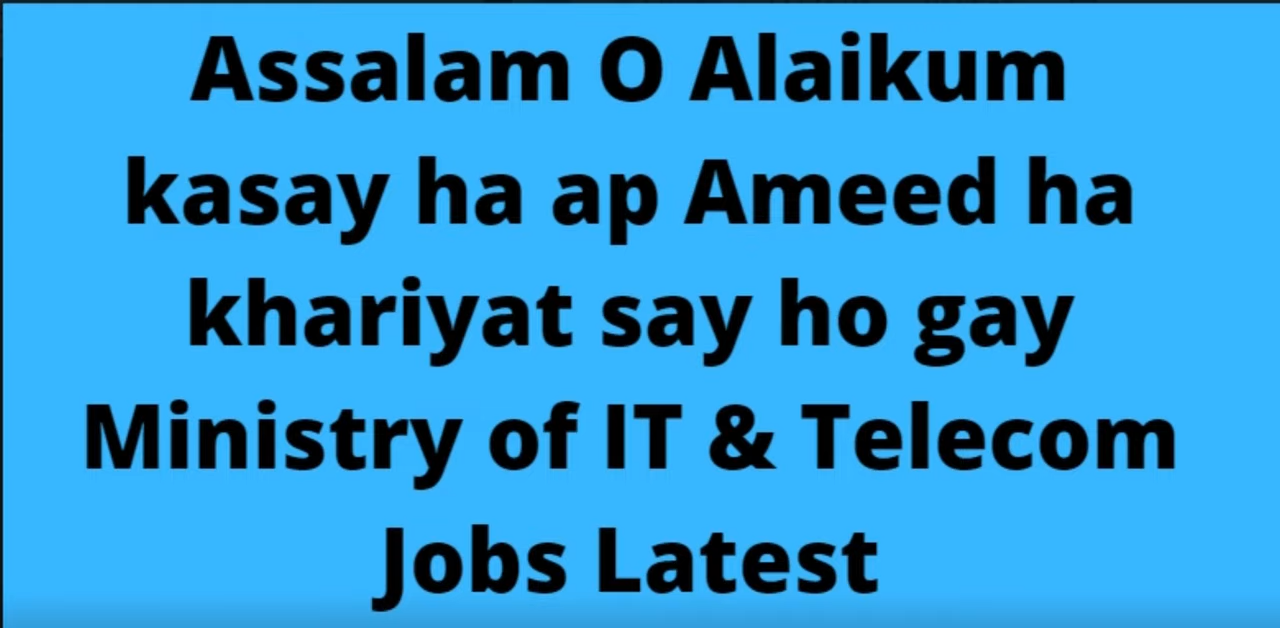 Assalam O Alaikum
kasay ha ap Ameed ha
khariyat say ho gay
Ministry of IT & Telecom
Jobs Latest